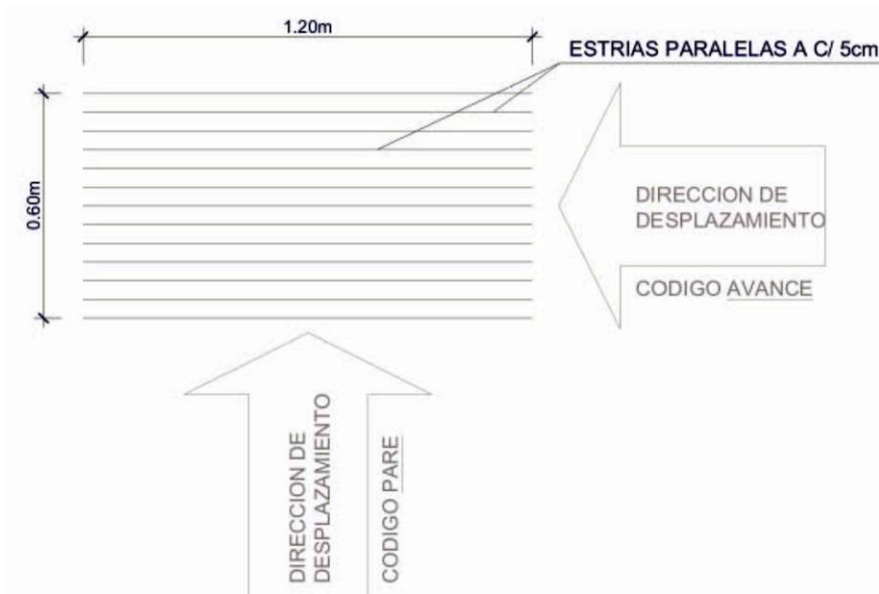 1.20m
ESTRIAS PARALELAS A C/ 5cm
0.60m
DIRECCION DE
DESPLAZAMIENTO
CODIGO AVANCE
DIRECCION DE
DESPLAZAMIENTO
CODIGO PARE